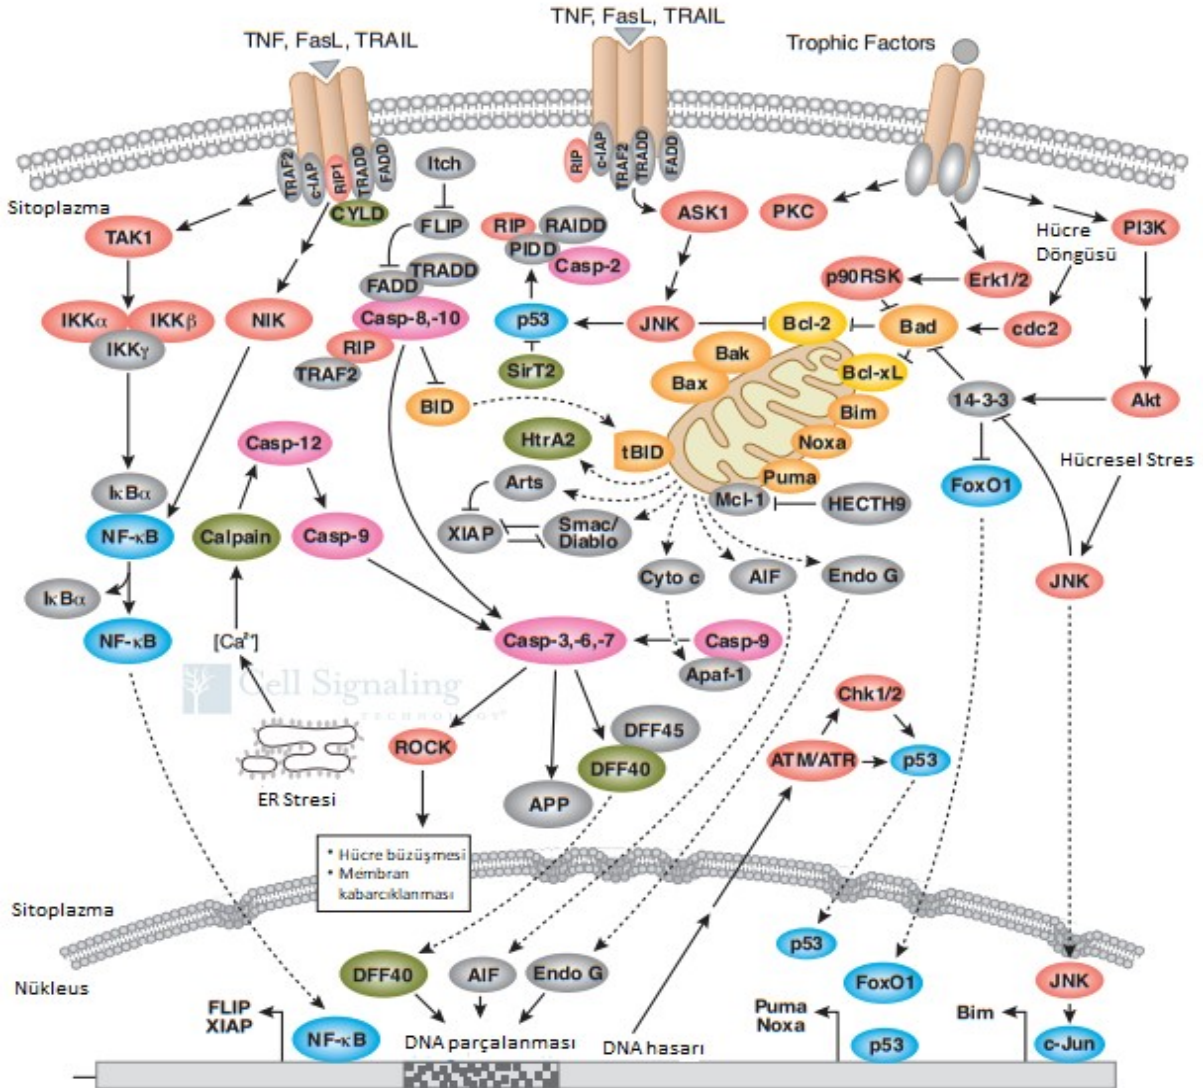 TNF, FasL, TRAIL
TNF, FasL, TRAIL
Trophic Factors
Sitoplazma
TRAF2
c-IAP
RIP1
TRADD
FADD
CYLD
Itch
FLIP
RIP
c-IAP
TRAF2
TRADD
FADD
TAK1
NIK
IKKα
IKKβ
IKKγ
FADD
TRADD
Casp-8,-10
RIP
TRAF2
RIP
RAIDD
PIDD
Casp-2
p53
SirT2
ASK1
JNK
PKC
p90RSK
Erk1/2
Hücre
Döngüsü
PI3K
cdc2
Akt
Bcl-2
Bad
Bcl-xL
Bak
Bax
Bim
Noxa
Puma
Mcl-1
tBID
BID
14-3-3
FoxO1
HECTH9
Hücresel Stres
JNK
HtrA2
Arts
XIAP
Smac/
Diablo
Casp-12
Calpain
Casp-9
IκBα
NF-κB
IκBα
NF-κB
[Ca²⁺]
Cyto c
AIF
Endo G
Casp-3,-6,-7
Casp-9
Apaf-1
Cell Signaling
TECHNOLOGY®
ER Stresi
ROCK
DFF45
DFF40
APP
Chk1/2
ATM/ATR
p53
* Hücre büzüşmesi
* Membran
kabarcıklanması
Sitoplazma
Nükleus
DFF40
AIF
Endo G
p53
FoxO1
JNK
FLIP
XIAP
NF-κB
DNA parçalanması
DNA hasarı
Puma
Noxa
p53
Bim
c-Jun